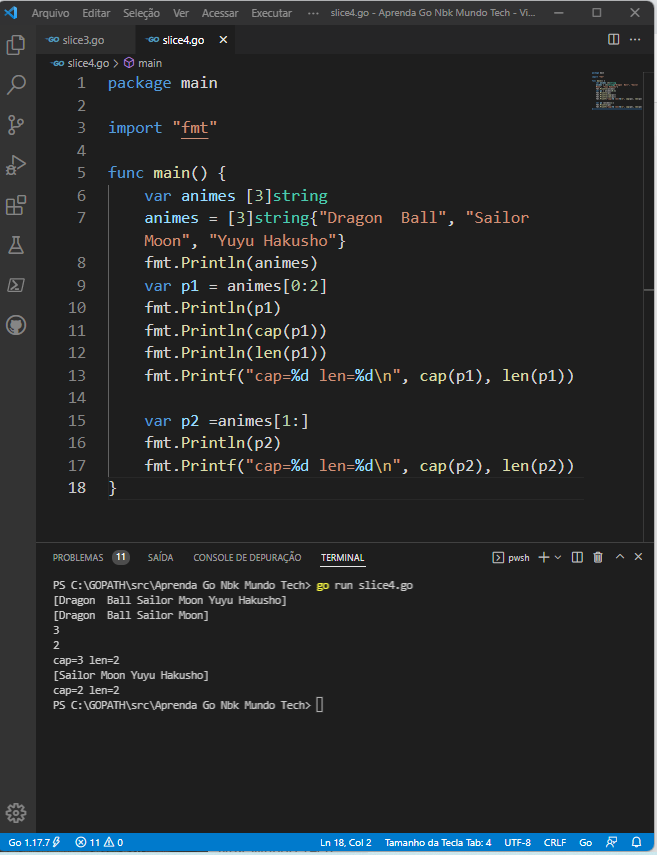 Arquivo Editar Seleção Ver Acessar Executar ··· slice4.go - Aprenda Go Nbk Mundo Tech - Vi...
slice3.go slice4.go
slice4.go > main
1 package main
2
3 import "fmt"
4
5 func main() {
6 var animes [3]string
7 animes = [3]string{"Dragon  Ball", "Sailor
Moon", "Yuyu Hakusho"}
8 fmt.Println(animes)
9 var p1 = animes[0:2]
10 fmt.Println(p1)
11 fmt.Println(cap(p1))
12 fmt.Println(len(p1))
13 fmt.Printf("cap=%d len=%d\n", cap(p1), len(p1))
14
15 var p2 =animes[1:]
16 fmt.Println(p2)
17 fmt.Printf("cap=%d len=%d\n", cap(p2), len(p2))
18 }
PROBLEMAS 11 SAÍDA CONSOLE DE DEPURAÇÃO TERMINAL pwsh
PS C:\GOPATH\src\Aprenda Go Nbk Mundo Tech> go run slice4.go
[Dragon  Ball Sailor Moon Yuyu Hakusho]
[Dragon  Ball Sailor Moon]
3
2
cap=3 len=2
[Sailor Moon Yuyu Hakusho]
cap=2 len=2
PS C:\GOPATH\src\Aprenda Go Nbk Mundo Tech>
Go 1.17.7 11 0 Ln 18, Col 2 Tamanho da Tecla Tab: 4 UTF-8 CRLF Go